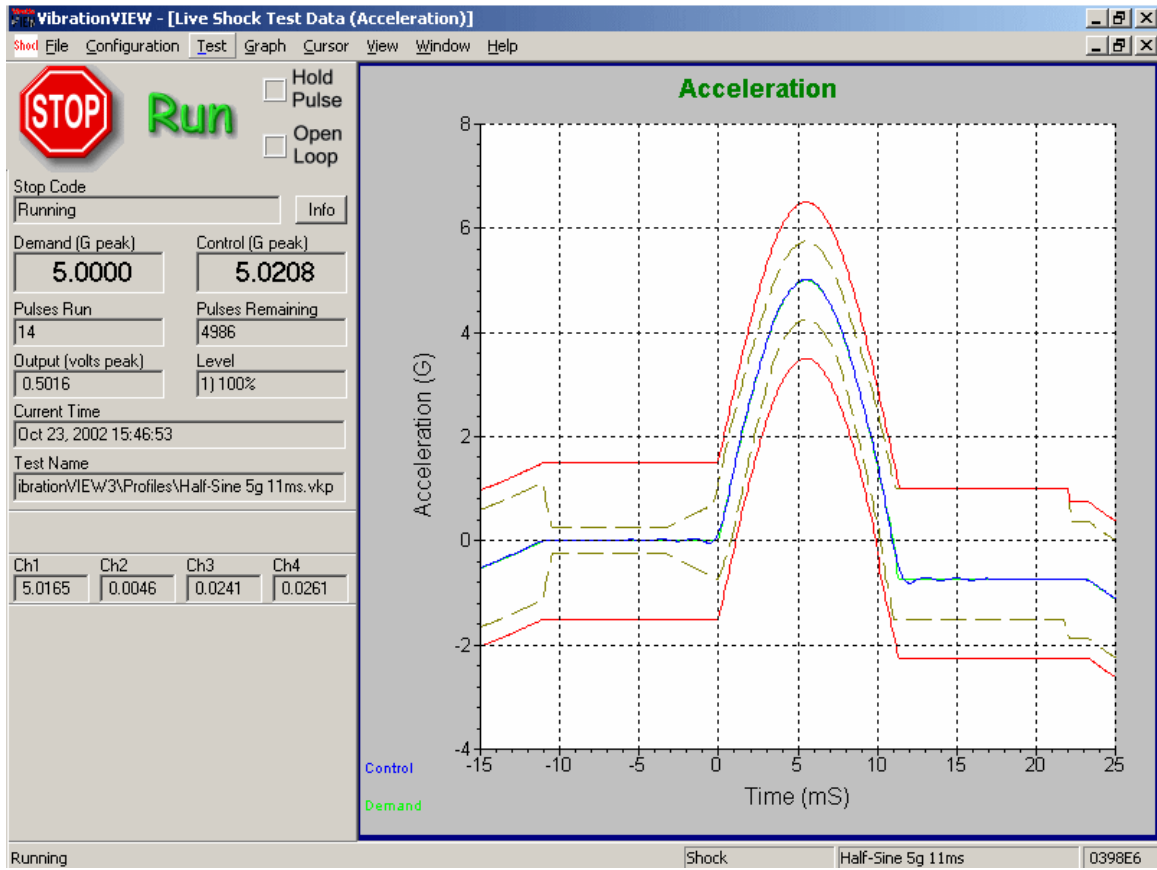 VibrationVIEW - [Live Shock Test Data (Acceleration)]
Shocl File Configuration Test Graph Cursor View Window Help
STOP
Run
Hold Pulse
Open Loop
Stop Code
Running Info
Demand (G peak) Control (G peak)
5.0000 5.0208
Pulses Run Pulses Remaining
14 4986
Output (volts peak) Level
0.5016 1) 100%
Current Time
Oct 23, 2002 15:46:53
Test Name
ibrationVIEW3\Profiles\Half-Sine 5g 11ms.vkp
Ch1 Ch2 Ch3 Ch4
5.0165 0.0046 0.0241 0.0261
Acceleration
8
6
4
2
0
-2
-4
Acceleration (G)
-15 -10 -5 0 5 10 15 20 25
Time (mS)
Control
Demand
Running Shock Half-Sine 5g 11ms 0398E6